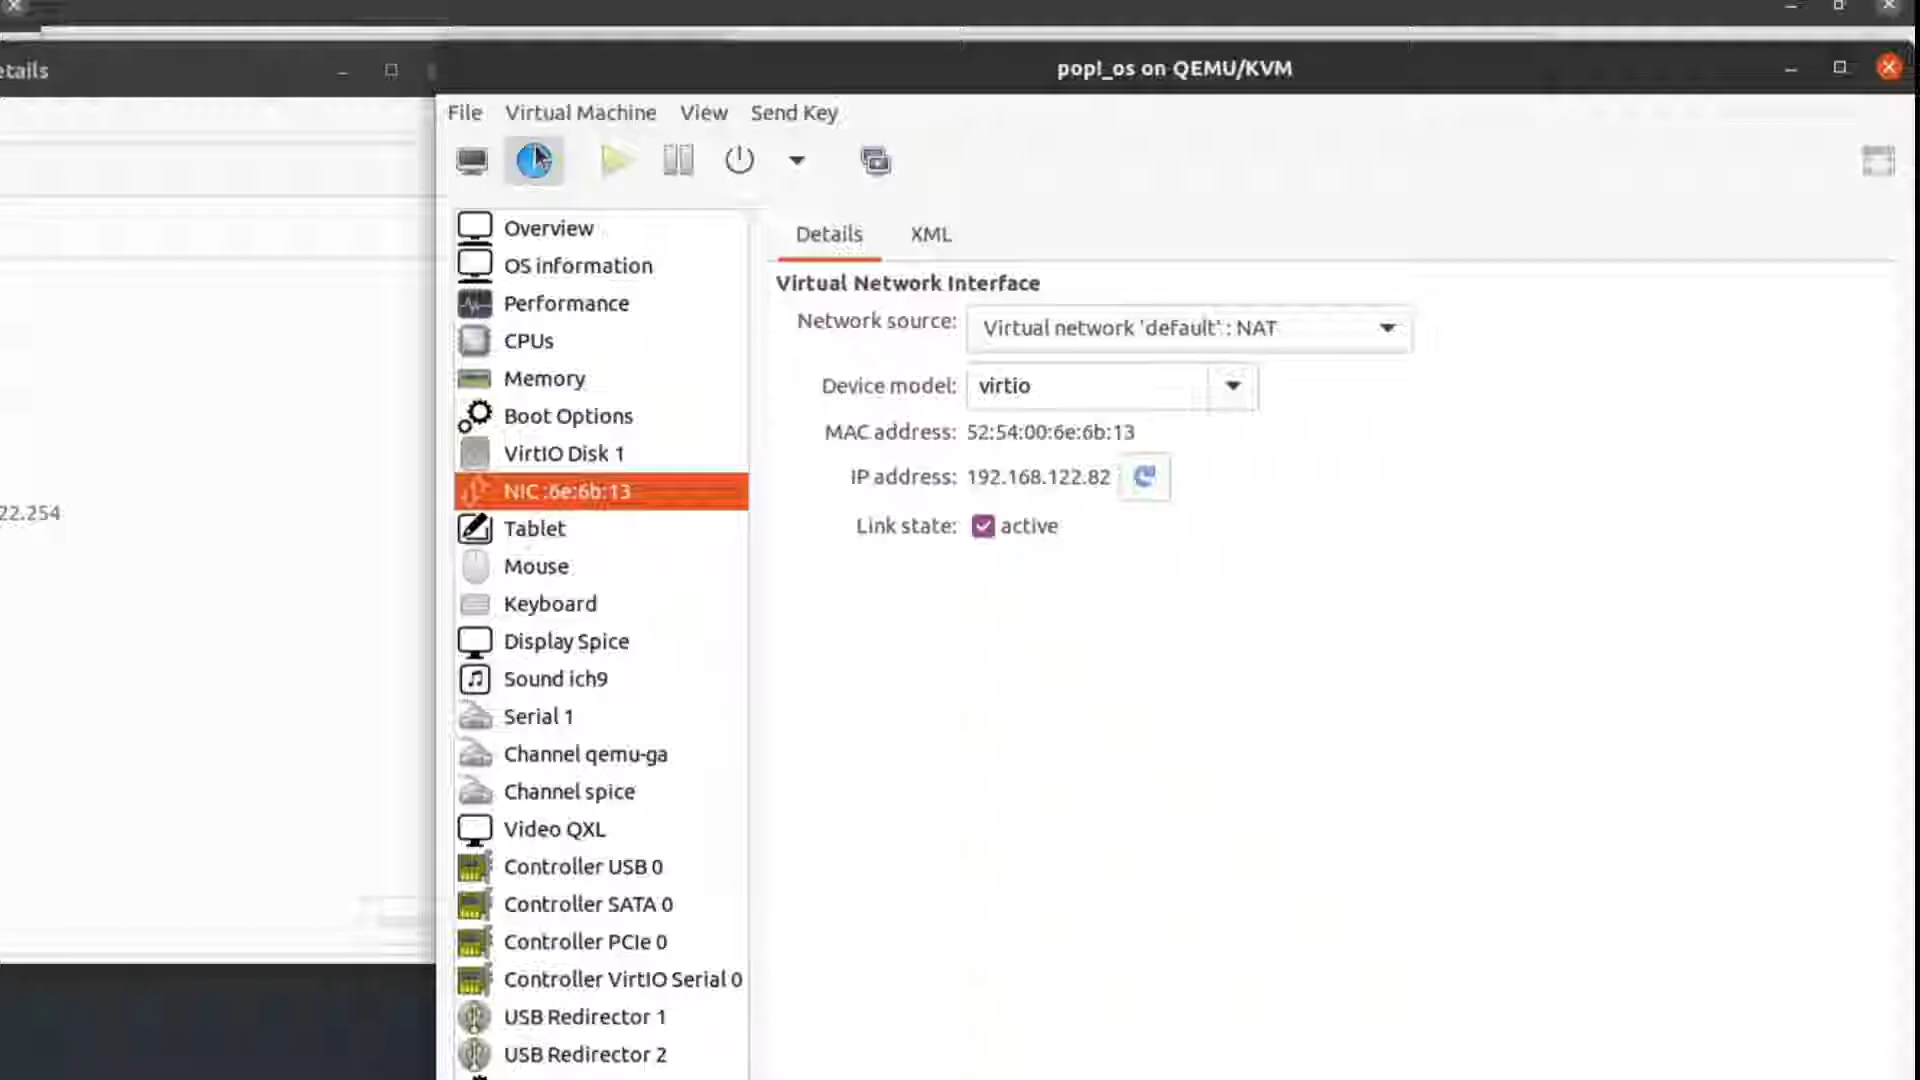 etails
pop!_os on QEMU/KVM
File Virtual Machine View Send Key
22.254
Overview
OS information
Performance
CPUs
Memory
Boot Options
VirtIO Disk 1
NIC :6e:6b:13
Tablet
Mouse
Keyboard
Display Spice
Sound ich9
Serial 1
Channel qemu-ga
Channel spice
Video QXL
Controller USB 0
Controller SATA 0
Controller PCIe 0
Controller VirtIO Serial 0
USB Redirector 1
USB Redirector 2
Details XML
Virtual Network Interface
Network source: Virtual network 'default' : NAT
Device model: virtio
MAC address: 52:54:00:6e:6b:13
IP address: 192.168.122.82
Link state: active